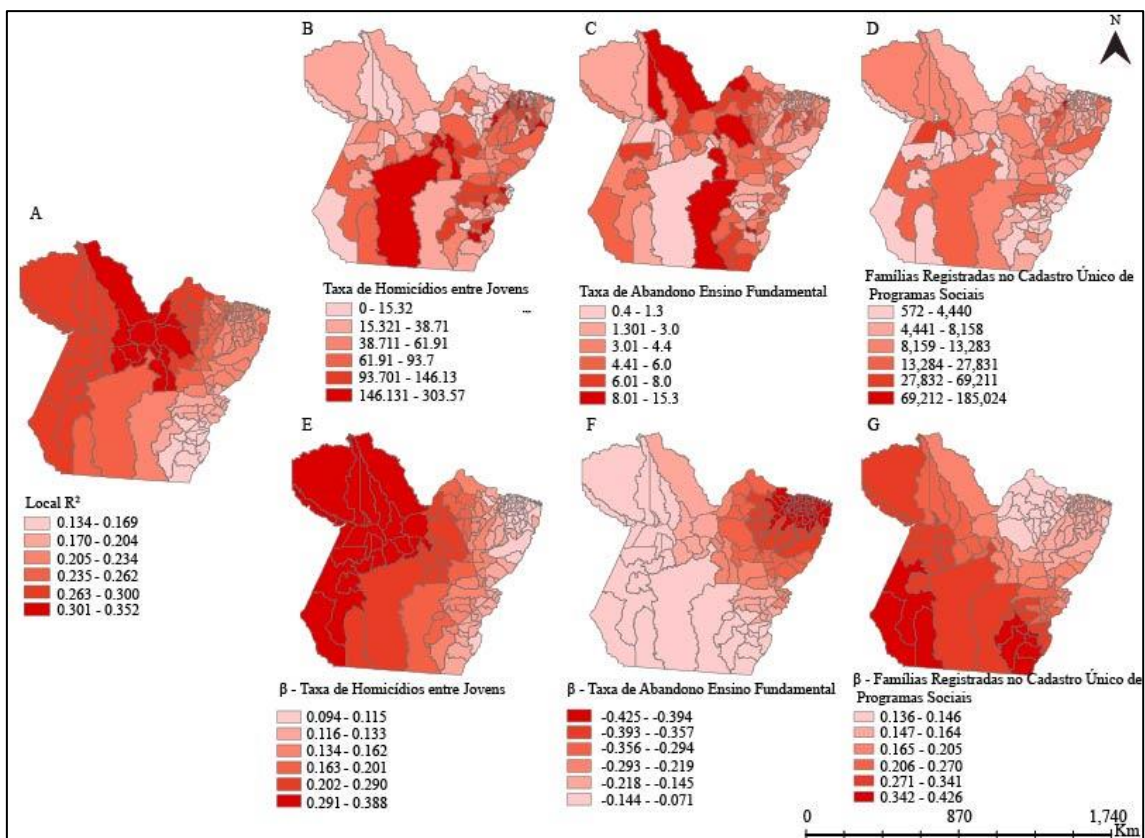 B
C
D
N
A
Taxa de Homicídios entre Jovens
0 - 15.32
15.321 - 38.71
38.711 - 61.91
61.91 - 93.7
93.701 - 146.13
146.131 - 303.57
...
Taxa de Abandono Ensino Fundamental
0.4 - 1.3
1.301 - 3.0
3.01 - 4.4
4.41 - 6.0
6.01 - 8.0
8.01 - 15.3
Famílias Registradas no Cadastro Único de
Programas Sociais
572 - 4,440
4,441 - 8,158
8,159 - 13,283
13,284 - 27,831
27,832 - 69,211
69,212 - 185,024
Local R²
0.134 - 0.169
0.170 - 0.204
0.205 - 0.234
0.235 - 0.262
0.263 - 0.300
0.301 - 0.352
E
F
G
β - Taxa de Homicídios entre Jovens
0.094 - 0.115
0.116 - 0.133
0.134 - 0.162
0.163 - 0.201
0.202 - 0.290
0.291 - 0.388
β - Taxa de Abandono Ensino Fundamental
-0.425 - -0.394
-0.393 - -0.357
-0.356 - -0.294
-0.293 - -0.219
-0.218 - -0.145
-0.144 - -0.071
β - Famílias Registradas no Cadastro Único de
Programas Sociais
0.136 - 0.146
0.147 - 0.164
0.165 - 0.205
0.206 - 0.270
0.271 - 0.341
0.342 - 0.426
0 870 1,740
Km